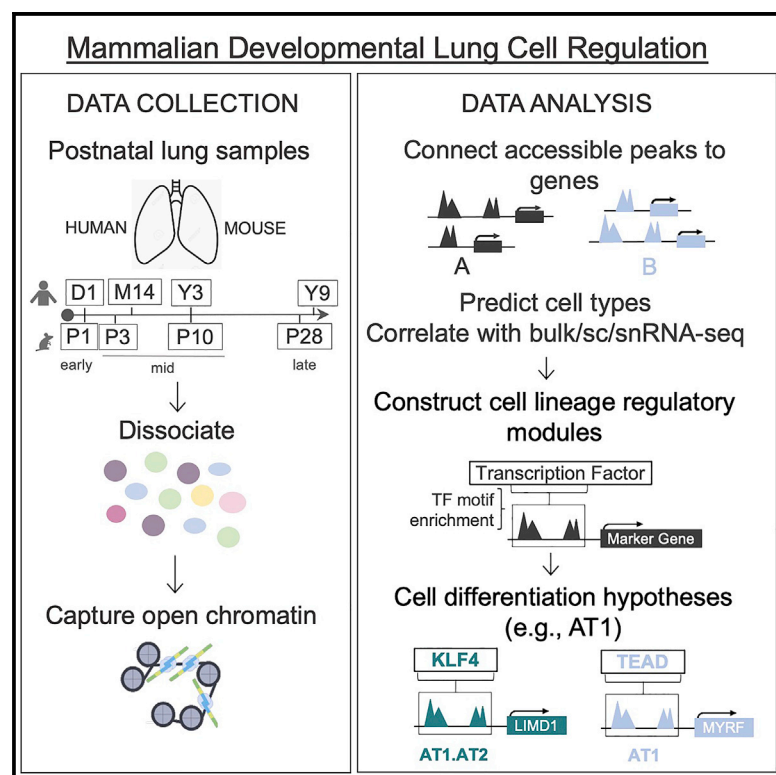 Mammalian Developmental Lung Cell Regulation
DATA COLLECTION
Postnatal lung samples
HUMAN
MOUSE
D1
M14
Y3
Y9
P1
P3
P10
P28
early
mid
late
Dissociate
Capture open chromatin
DATA ANALYSIS
Connect accessible peaks to
genes
A
B
Predict cell types
Correlate with bulk/sc/snRNA-seq
Construct cell lineage regulatory
modules
Transcription Factor
TF motif
enrichment
Marker Gene
Cell differentiation hypotheses
(e.g., AT1)
KLF4
LIMD1
AT1.AT2
TEAD
MYRF
AT1